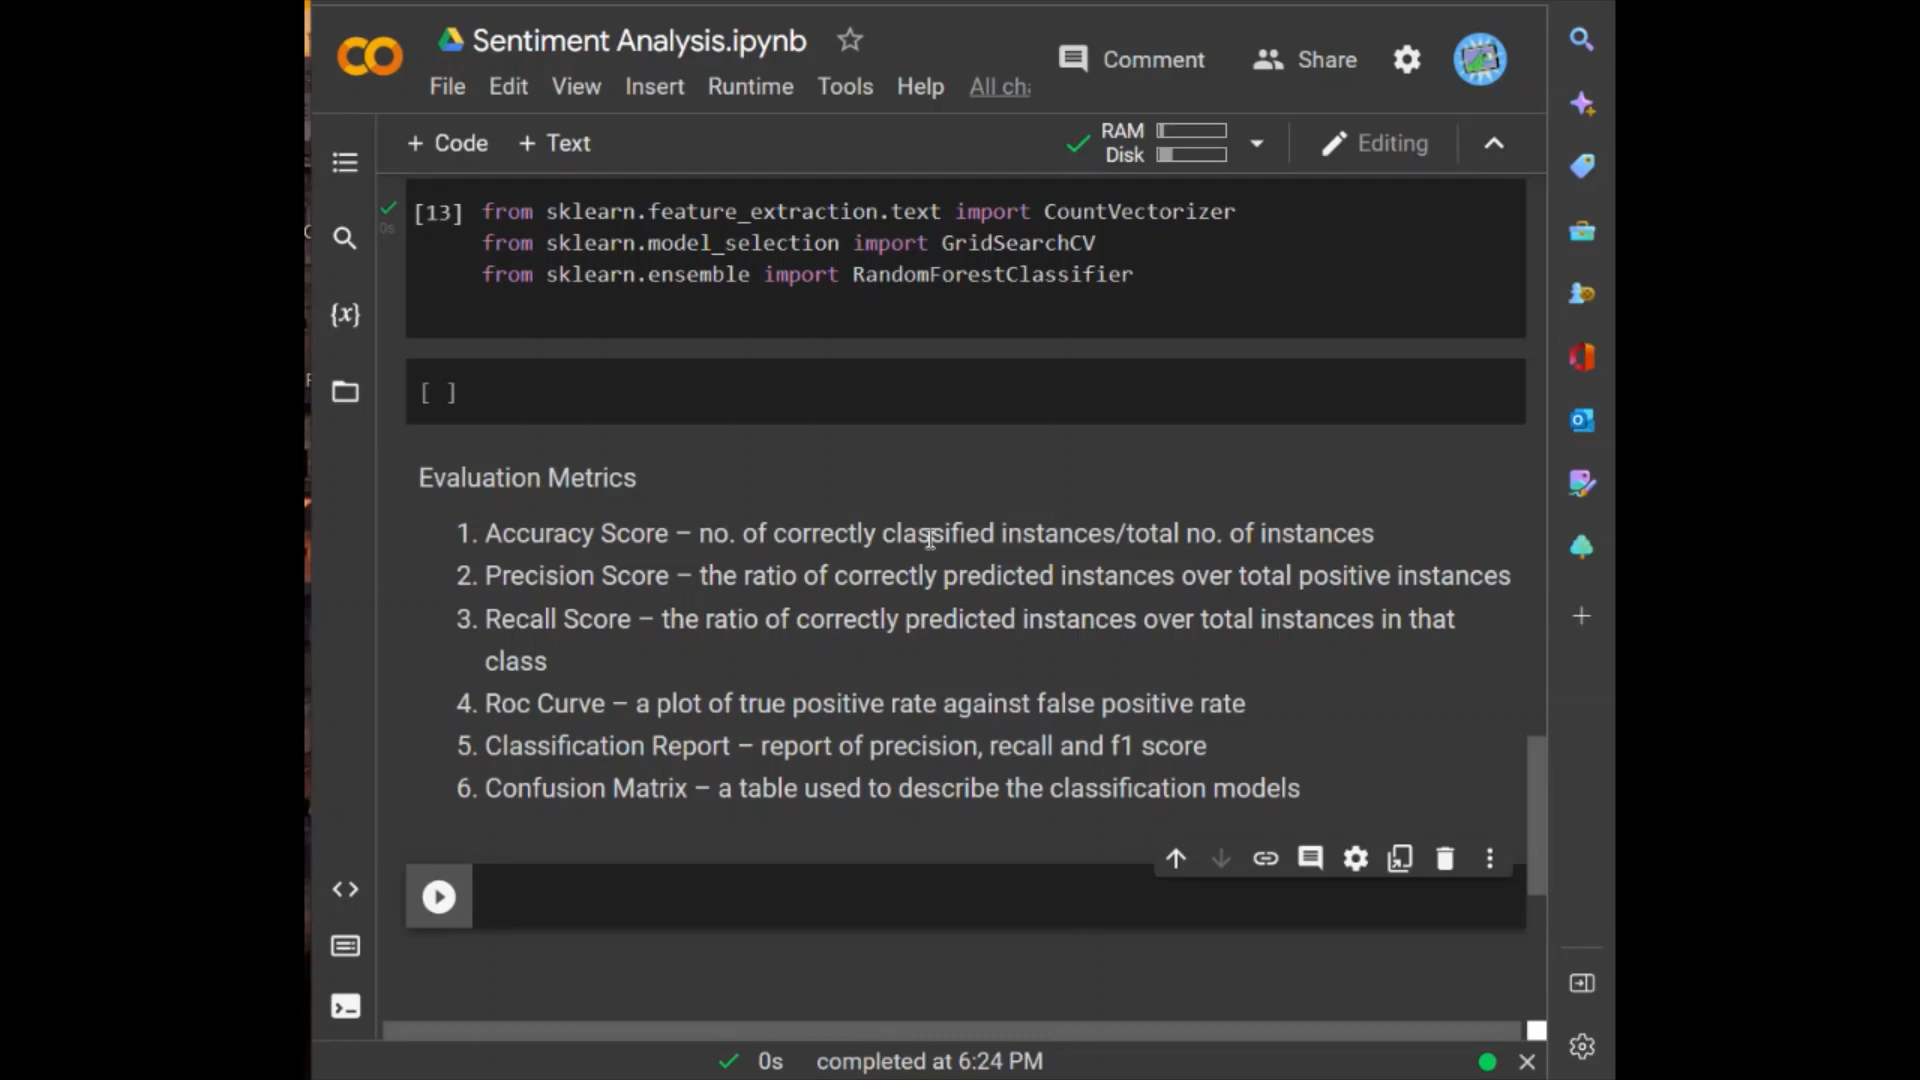 Sentiment Analysis.ipynb
Comment
Share
File Edit View Insert Runtime Tools Help All cha
+ Code + Text
RAM
Disk
Editing
0s
[13] from sklearn.feature_extraction.text import CountVectorizer
from sklearn.model_selection import GridSearchCV
from sklearn.ensemble import RandomForestClassifier
{x}
[ ]
Evaluation Metrics
1. Accuracy Score – no. of correctly classified instances/total no. of instances
2. Precision Score – the ratio of correctly predicted instances over total positive instances
3. Recall Score – the ratio of correctly predicted instances over total instances in that
class
4. Roc Curve – a plot of true positive rate against false positive rate
5. Classification Report – report of precision, recall and f1 score
6. Confusion Matrix – a table used to describe the classification models
0s completed at 6:24 PM